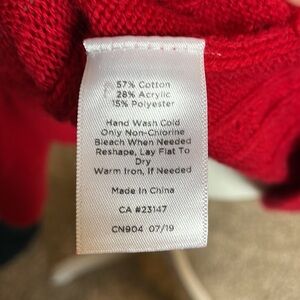 57% Cotton
28% Acrylic
15% Polyester
Hand Wash Cold
Only Non-Chlorine
Bleach When Needed
Reshape, Lay Flat To
Dry
Warm Iron, If Needed
Made In China
CA #23147
CN904 07/19